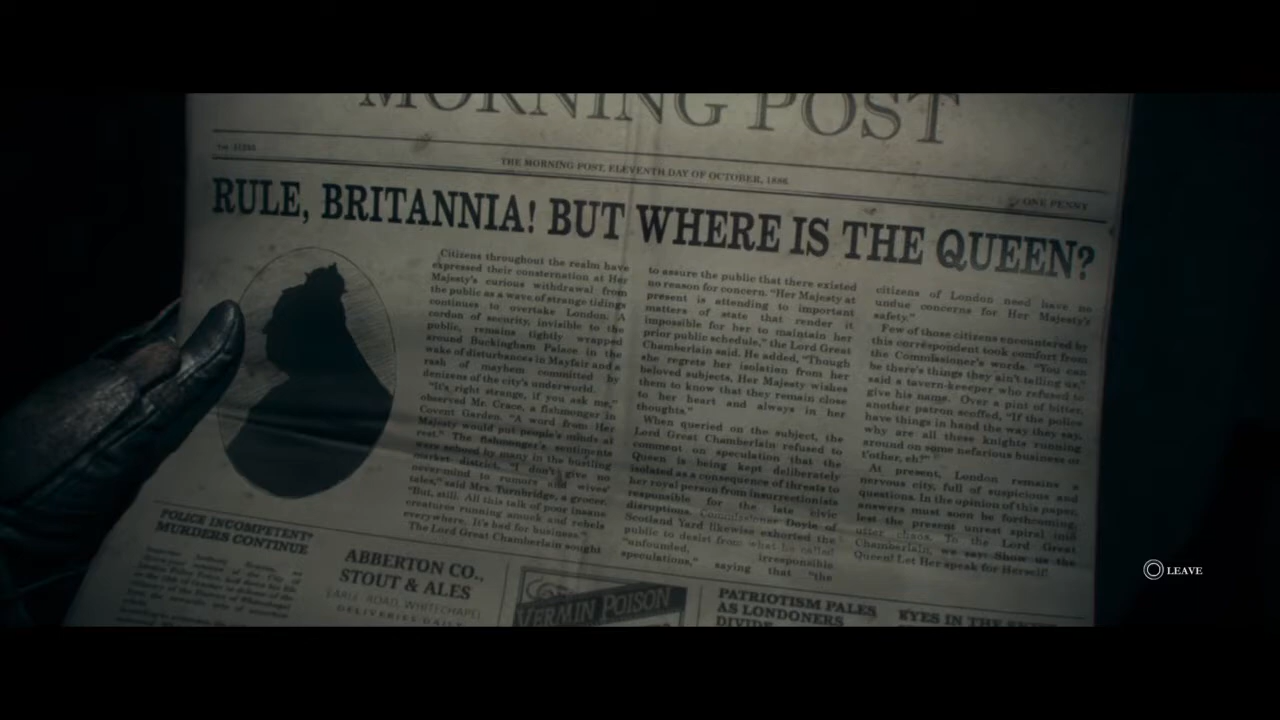 MORNING POST
THE MORNING POST, ELEVENTH DAY OF OCTOBER, 1886.
ONE PENNY
RULE, BRITANNIA! BUT WHERE IS THE QUEEN?
Citizens throughout the realm have
expressed their consternation at Her
Majesty's curious withdrawal from
the public as a wave of strange tidings
continues to overtake London. A
cordon of security, invisible to the
public, remains tightly wrapped
around Buckingham Palace in the
wake of disturbances in Mayfair and a
rash of mayhem committed by
denizens of the city's underworld.
"It's right strange, if you ask me,"
observed Mr. Crace, a fishmonger in
Covent Garden. "A word from Her
Majesty would put people's minds at
rest." The fishmonger's sentiments
were echoed by many in the bustling
market district. "I don't give no
never-mind to rumors and wives'
tales," said Mrs. Turnbridge, a grocer.
"But, still. All this talk of poor insane
creatures running amuck and rebels
everywhere. It's bad for business."
The Lord Great Chamberlain sought
to assure the public that there existed
no reason for concern. "Her Majesty at
present is attending to important
matters of state that render it
impossible for her to maintain her
prior public schedule," the Lord Great
Chamberlain said. He added, "Though
she regrets her isolation from her
beloved subjects, Her Majesty wishes
them to know that they remain close
to her heart and always in her
thoughts."
When queried on the subject, the
Lord Great Chamberlain refused to
comment on speculation that the
Queen is being kept deliberately
isolated as a consequence of threats to
her royal person from insurrectionists
responsible for the late civic
disruptions. Commissioner Doyle of
Scotland Yard likewise exhorted the
public to desist from what he called
"unfounded, irresponsible
speculations," saying that "the
citizens of London need have no
undue concerns for Her Majesty's
safety."
Few of those citizens encountered by
this correspondent took comfort from
the Commissioner's words. "You can
be there's things they ain't telling us,"
said a tavern-keeper who refused to
give his name. Over a pint of bitter,
another patron scoffed, "If the police
have things in hand the way they say,
why are all these knights running
around on some nefarious business or
t'other, eh?"
At present, London remains a
nervous city, full of suspicions and
questions. In the opinion of this paper,
answers must soon be forthcoming,
lest the present unrest spiral into
utter chaos. To the Lord Great
Chamberlain, we say: Show us the
Queen! Let Her speak for Herself!
POLICE INCOMPETENT?
MURDERS CONTINUE
ABBERTON CO.,
STOUT & ALES
EARLE ROAD, WHITECHAPEL
DELIVERIES DAILY
VERMIN POISON
PATRIOTISM PALES
AS LONDONERS
DIVIDE
EYES IN THE
LEAVE